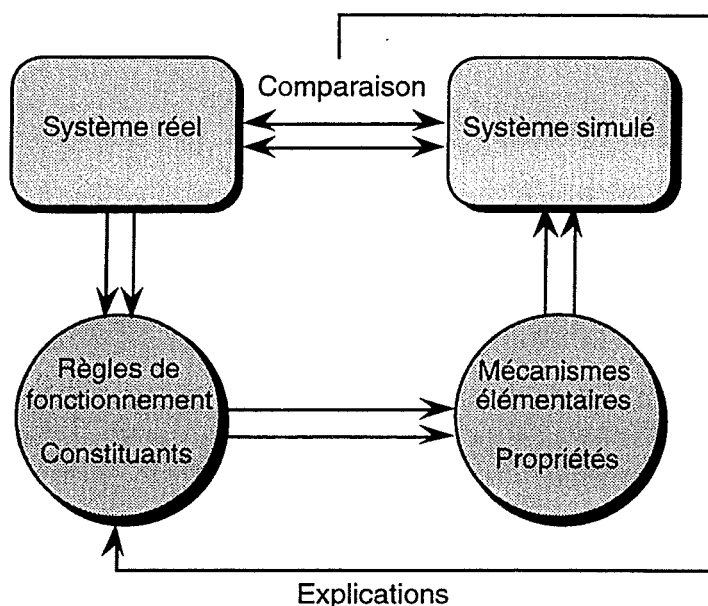 Comparaison
Système réel
Système simulé
Règles de
fonctionnement
Constituants
Mécanismes
élémentaires
Propriétés
Explications